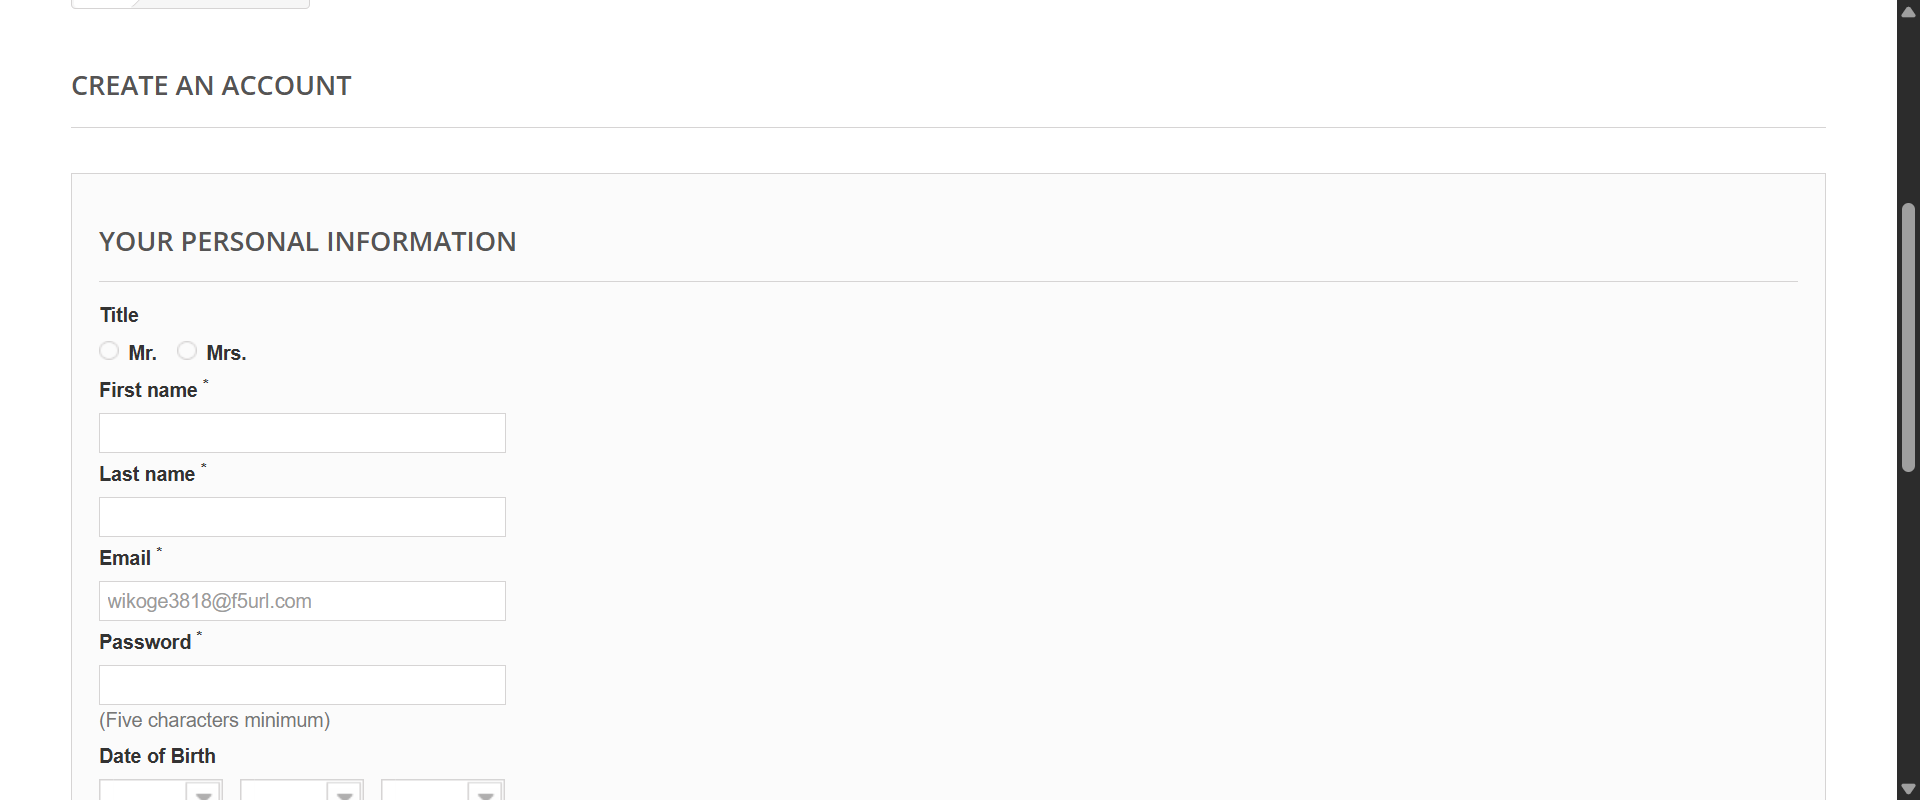 CREATE AN ACCOUNT
YOUR PERSONAL INFORMATION
Title
Mr. Mrs.
First name *
Last name *
Email *
wikoge3818@f5url.com
Password *
(Five characters minimum)
Date of Birth